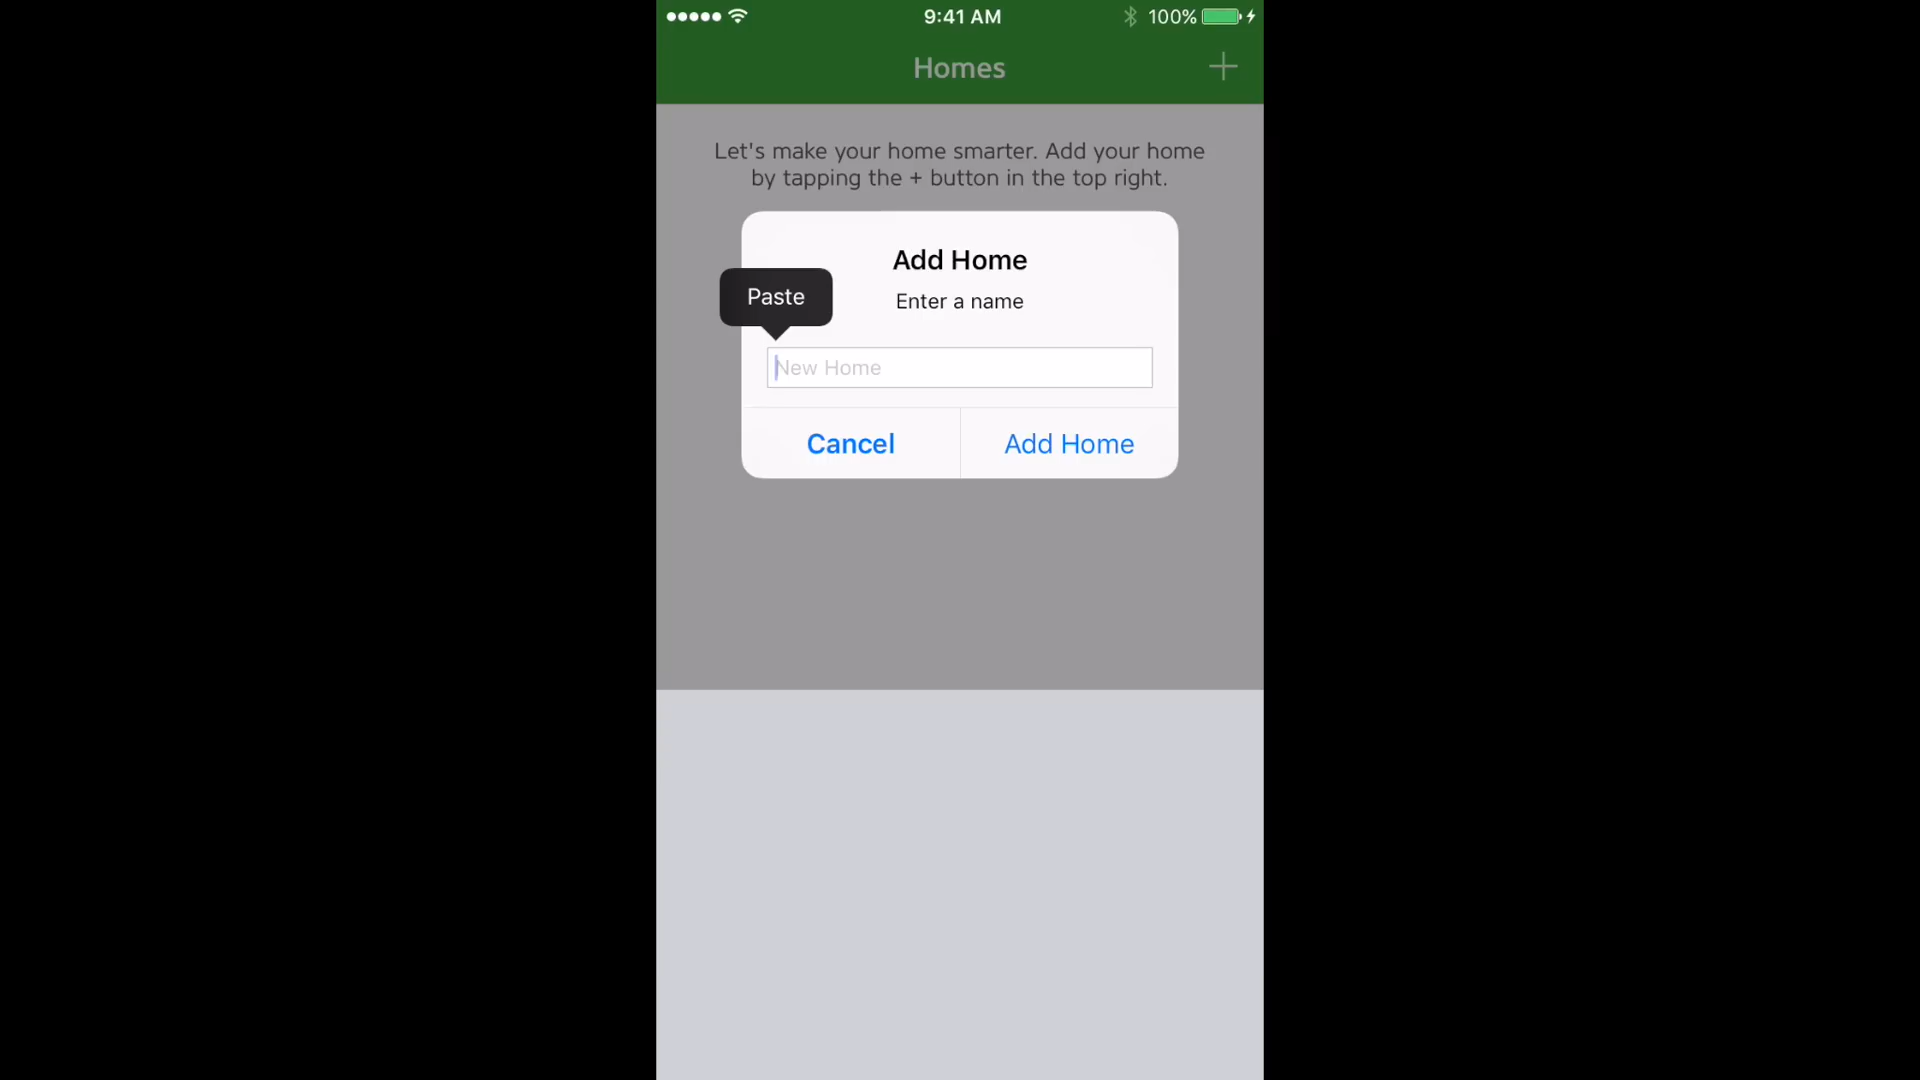 9:41 AM
100%
Homes
Let's make your home smarter. Add your home
by tapping the + button in the top right.
Add Home
Paste
Enter a name
New Home
Cancel
Add Home